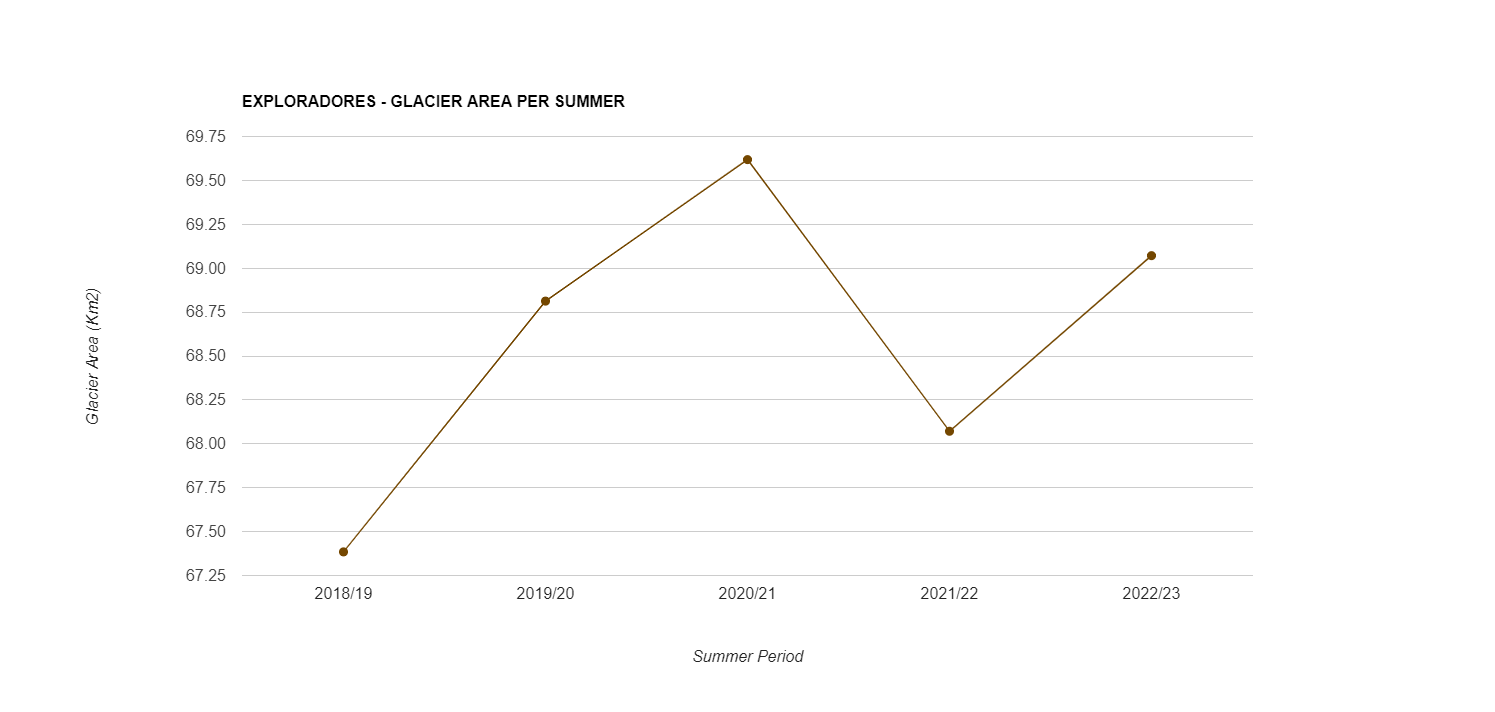 EXPLORADORES - GLACIER AREA PER SUMMER
69.75
69.50
69.25
69.00
68.75
68.50
68.25
68.00
67.75
67.50
67.25
Glacier Area (Km2)
2018/19 2019/20 2020/21 2021/22 2022/23
Summer Period